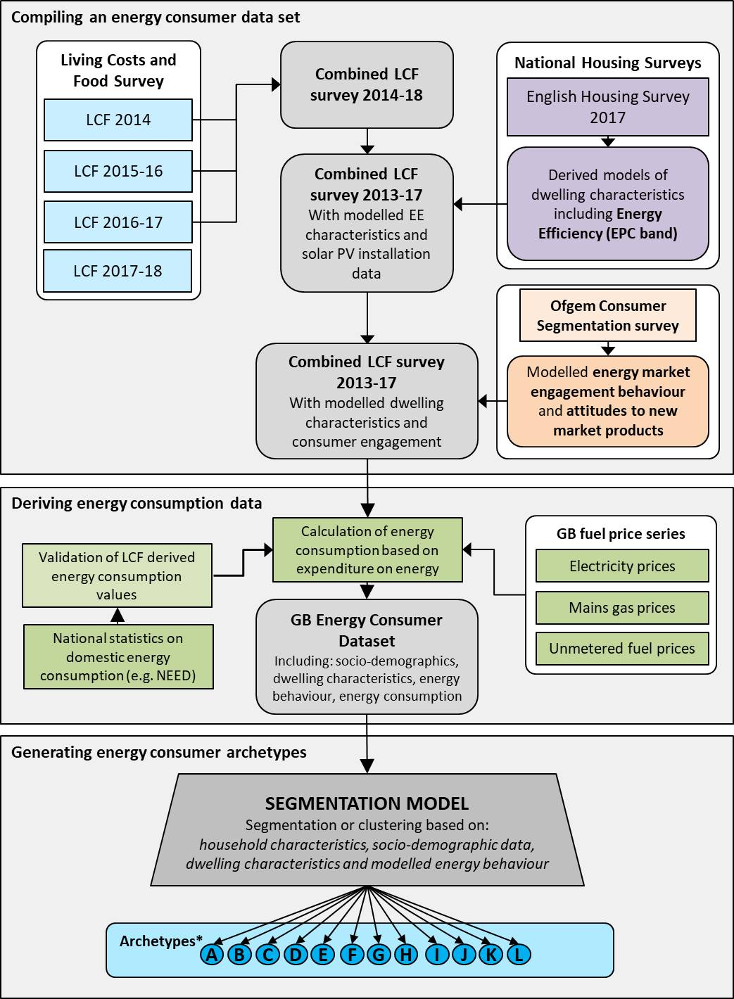 Compiling an energy consumer data set
Living Costs and
Food Survey
LCF 2014
LCF 2015-16
LCF 2016-17
LCF 2017-18
Combined LCF
survey 2014-18
Combined LCF
survey 2013-17
With modelled EE
characteristics and
solar PV installation
data
National Housing Surveys
English Housing Survey
2017
Derived models of
dwelling characteristics
including Energy
Efficiency (EPC band)
Ofgem Consumer
Segmentation survey
Modelled energy market
engagement behaviour
and attitudes to new
market products
Combined LCF survey
2013-17
With modelled dwelling
characteristics and
consumer engagement
Deriving energy consumption data
Calculation of energy
consumption based on
expenditure on energy
Validation of LCF derived
energy consumption
values
National statistics on
domestic energy
consumption (e.g. NEED)
GB fuel price series
Electricity prices
Mains gas prices
Unmetered fuel prices
GB Energy Consumer
Dataset
Including: socio-demographics,
dwelling characteristics, energy
behaviour, energy consumption
Generating energy consumer archetypes
SEGMENTATION MODEL
Segmentation or clustering based on:
household characteristics, socio-demographic data,
dwelling characteristics and modelled energy behaviour
Archetypes*
A B C D E F G H I J K L